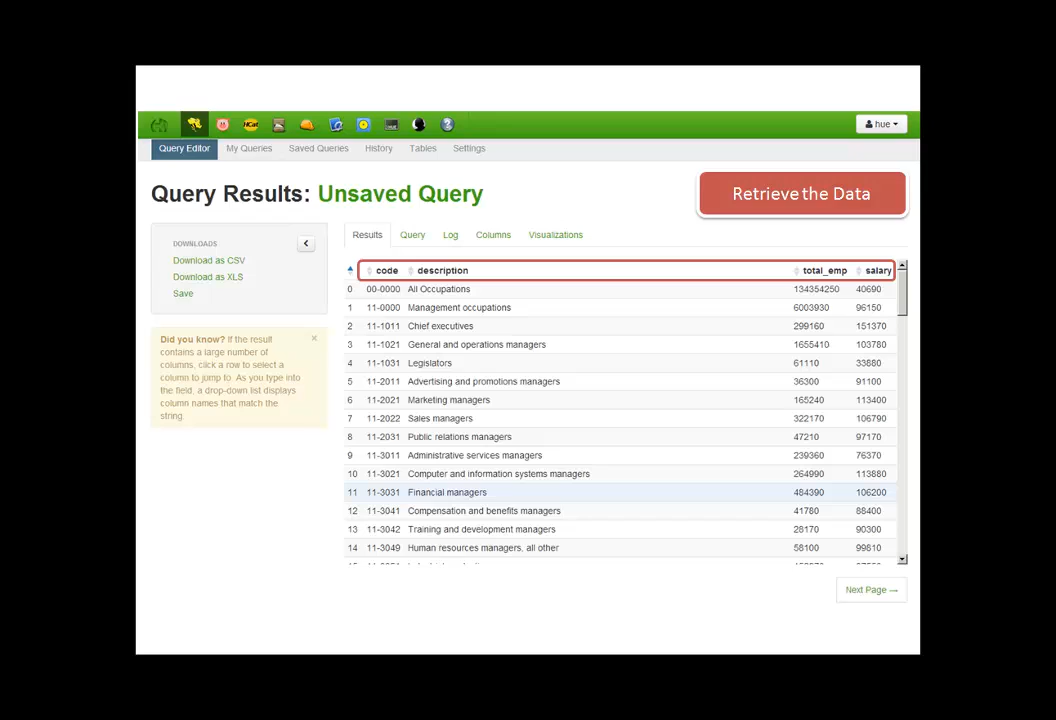 HCat
hue
Query Editor My Queries Saved Queries History Tables Settings
Query Results: Unsaved Query
Retrieve the Data
DOWNLOADS
Download as CSV
Download as XLS
Save
Did you know? If the result
contains a large number of
columns, click a row to select a
column to jump to. As you type into
the field, a drop-down list displays
column names that match the
string.
Results Query Log Columns Visualizations
code description total_emp salary
0 00-0000 All Occupations 134354250 40690
1 11-0000 Management occupations 6003930 96150
2 11-1011 Chief executives 299160 151370
3 11-1021 General and operations managers 1655410 103780
4 11-1031 Legislators 61110 33880
5 11-2011 Advertising and promotions managers 36300 91100
6 11-2021 Marketing managers 165240 113400
7 11-2022 Sales managers 322170 106790
8 11-2031 Public relations managers 47210 97170
9 11-3011 Administrative services managers 239360 76370
10 11-3021 Computer and information systems managers 264990 113880
11 11-3031 Financial managers 484390 106200
12 11-3041 Compensation and benefits managers 41780 88400
13 11-3042 Training and development managers 28170 90300
14 11-3049 Human resources managers, all other 58100 99810
Next Page →